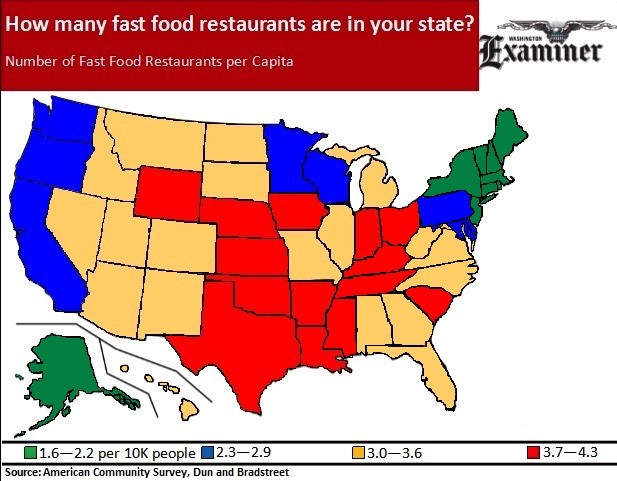 How many fast food restaurants are in your state?
Number of Fast Food Restaurants per Capita
WASHINGTON
Examiner
1.6—2.2 per 10K people 2.3—2.9 3.0—3.6 3.7—4.3
Source: American Community Survey, Dun and Bradstreet